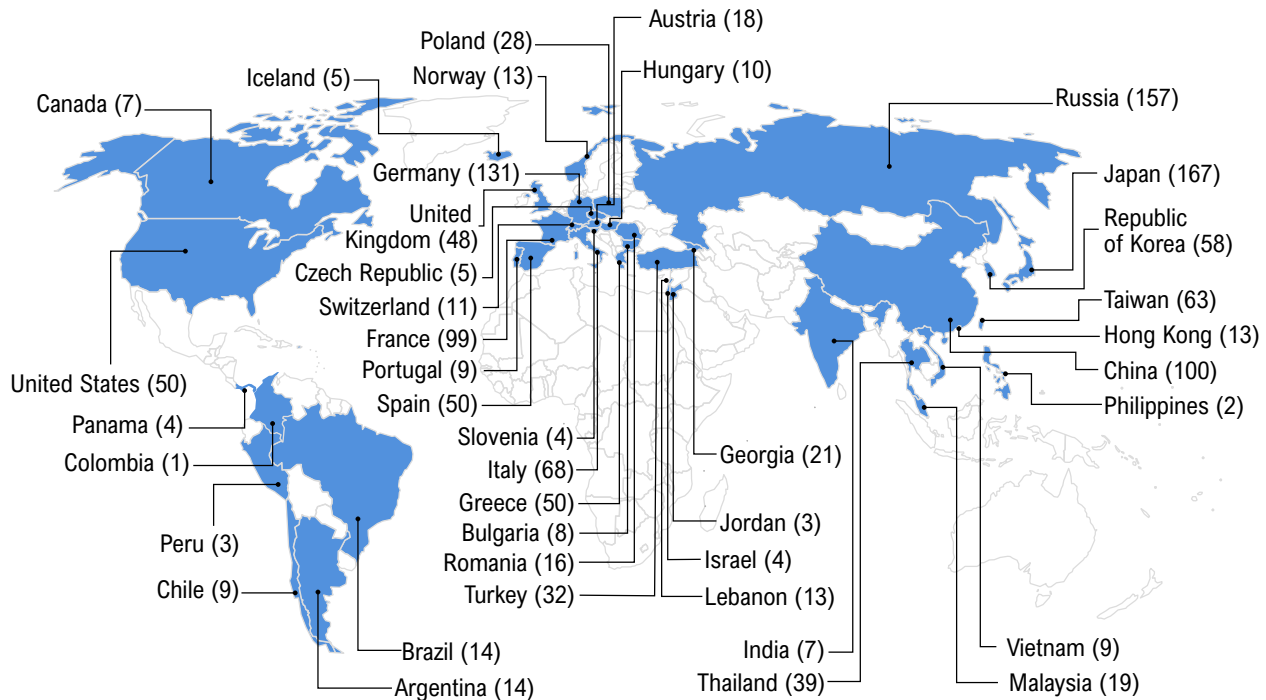 Austria (18)
Poland (28)
Hungary (10)
Iceland (5)
Norway (13)
Canada (7)
Russia (157)
Germany (131)
Japan (167)
United
Kingdom (48)
Republic
of Korea (58)
Czech Republic (5)
Switzerland (11)
Taiwan (63)
France (99)
Hong Kong (13)
Portugal (9)
China (100)
United States (50)
Spain (50)
Philippines (2)
Panama (4)
Slovenia (4)
Georgia (21)
Colombia (1)
Italy (68)
Greece (50)
Jordan (3)
Peru (3)
Bulgaria (8)
Israel (4)
Romania (16)
Chile (9)
Turkey (32)
Lebanon (13)
Brazil (14)
India (7)
Vietnam (9)
Argentina (14)
Thailand (39)
Malaysia (19)